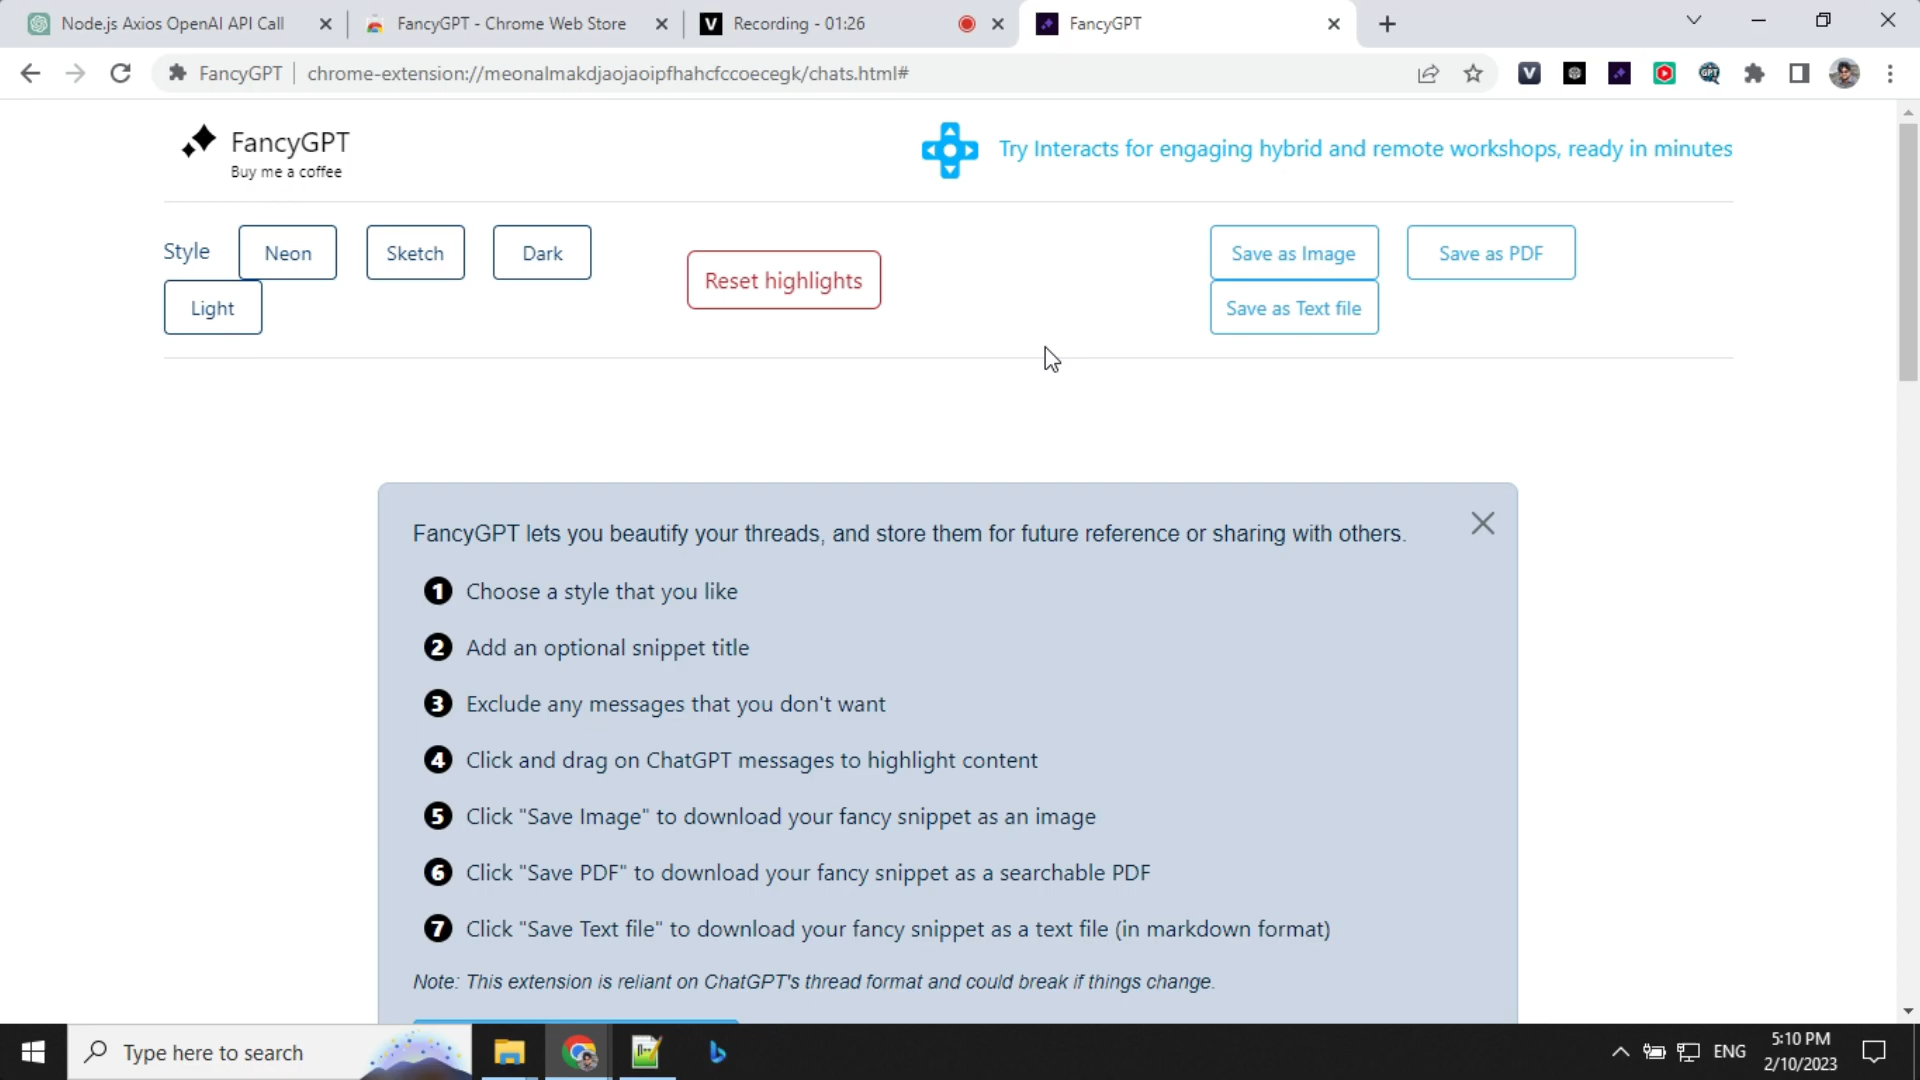 Node.js Axios OpenAI API Call
FancyGPT - Chrome Web Store
V Recording - 01:26
FancyGPT
FancyGPT | chrome-extension://meonalmakdjaojaoipfhahcfccoecegk/chats.html#
V
GPT
FancyGPT
Buy me a coffee
Try Interacts for engaging hybrid and remote workshops, ready in minutes
Style
Neon
Sketch
Dark
Light
Reset highlights
Save as Image
Save as PDF
Save as Text file
FancyGPT lets you beautify your threads, and store them for future reference or sharing with others.
1 Choose a style that you like
2 Add an optional snippet title
3 Exclude any messages that you don't want
4 Click and drag on ChatGPT messages to highlight content
5 Click "Save Image" to download your fancy snippet as an image
6 Click "Save PDF" to download your fancy snippet as a searchable PDF
7 Click "Save Text file" to download your fancy snippet as a text file (in markdown format)
Note: This extension is reliant on ChatGPT's thread format and could break if things change.
Type here to search
ENG
5:10 PM
2/10/2023